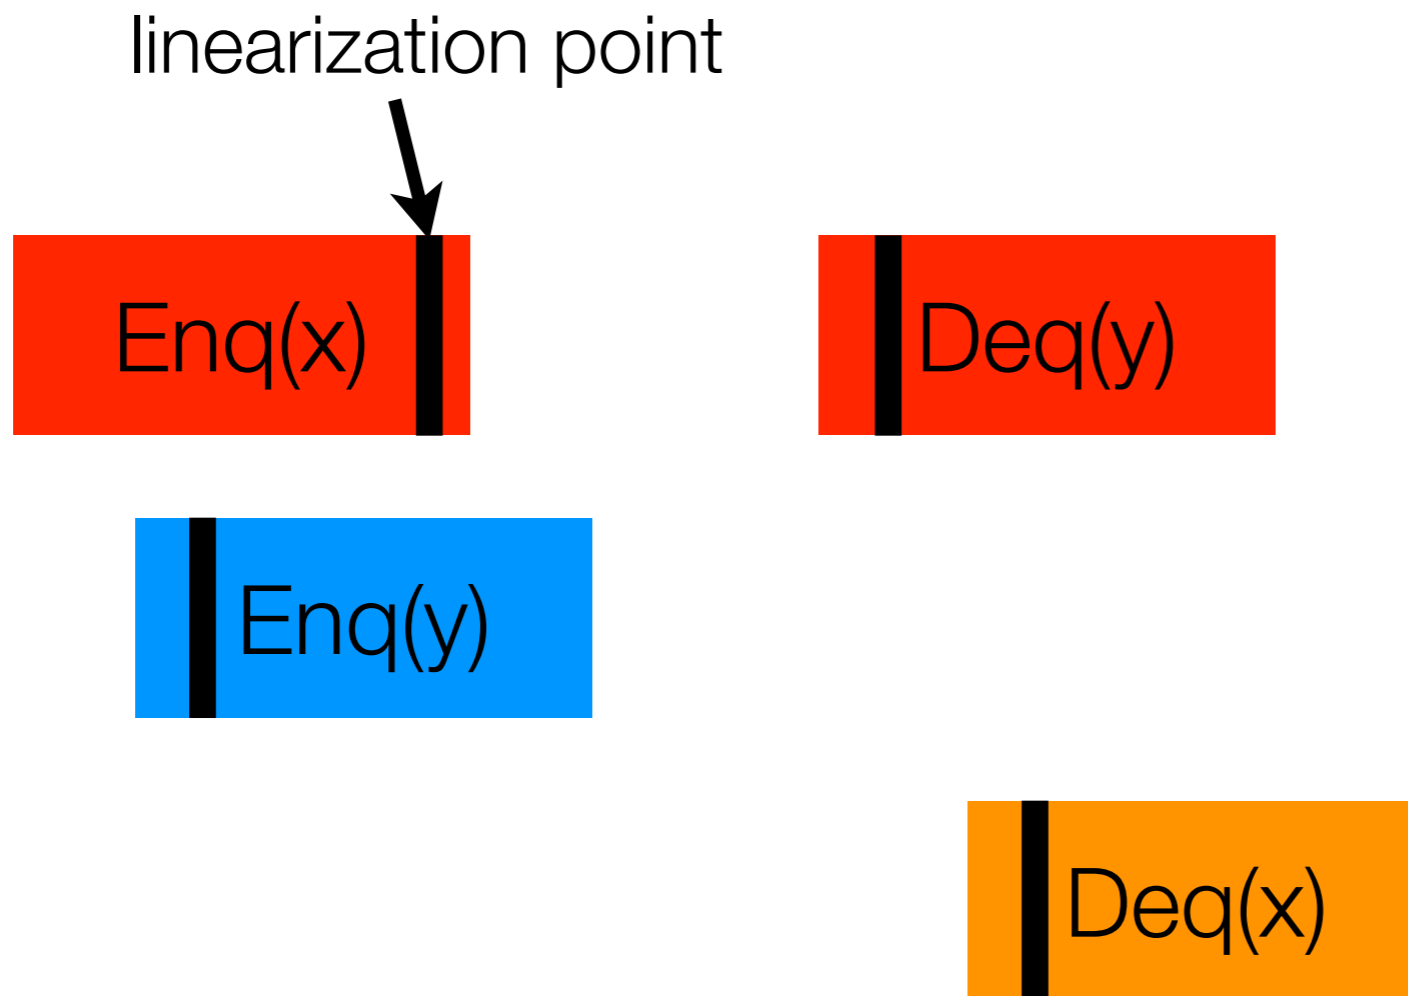 linearization point
Enq(x)
Deq(y)
Enq(y)
Deq(x)